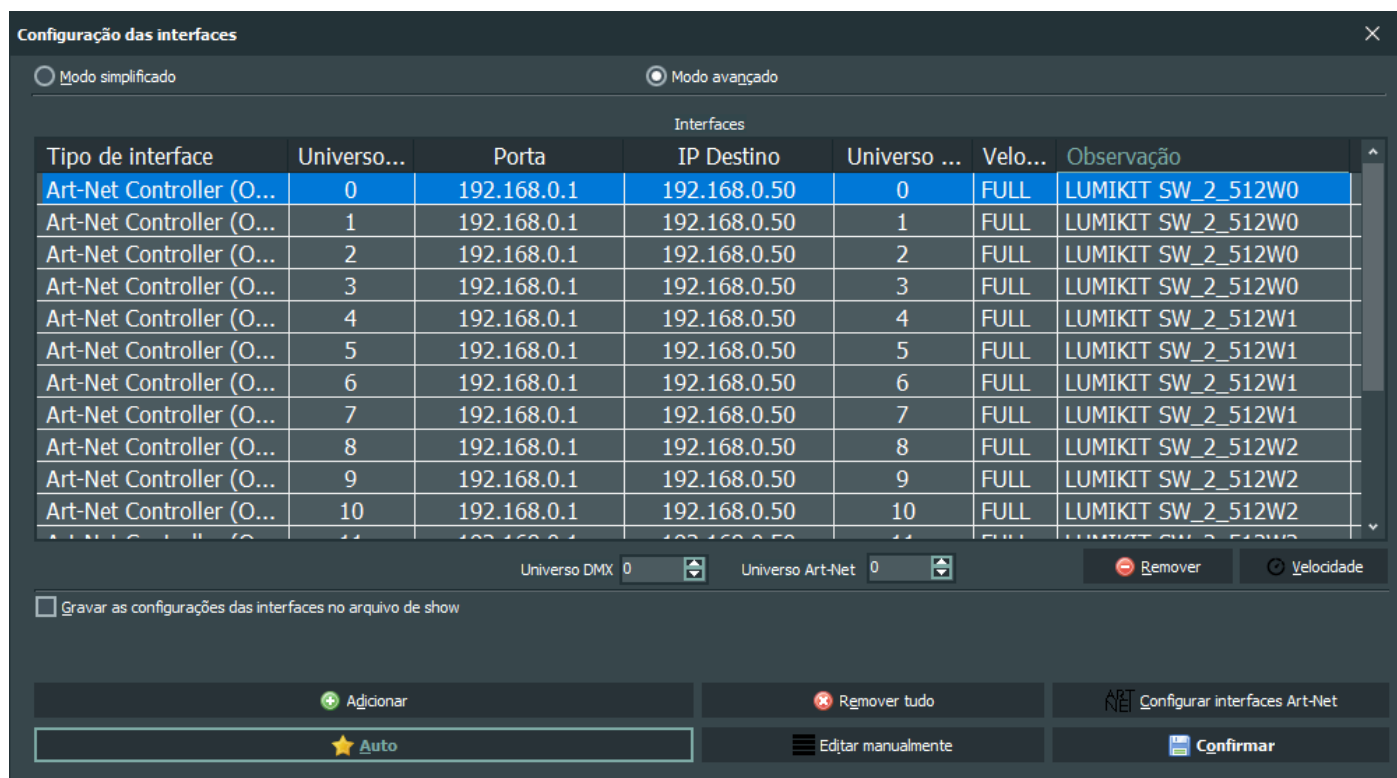 Configuração das interfaces
Modo simplificado Modo avançado
Interfaces
Tipo de interface Universo... Porta IP Destino Universo ... Velo... Observação
Art-Net Controller (O... 0 192.168.0.1 192.168.0.50 0 FULL LUMIKIT SW_2_512W0
Art-Net Controller (O... 1 192.168.0.1 192.168.0.50 1 FULL LUMIKIT SW_2_512W0
Art-Net Controller (O... 2 192.168.0.1 192.168.0.50 2 FULL LUMIKIT SW_2_512W0
Art-Net Controller (O... 3 192.168.0.1 192.168.0.50 3 FULL LUMIKIT SW_2_512W0
Art-Net Controller (O... 4 192.168.0.1 192.168.0.50 4 FULL LUMIKIT SW_2_512W1
Art-Net Controller (O... 5 192.168.0.1 192.168.0.50 5 FULL LUMIKIT SW_2_512W1
Art-Net Controller (O... 6 192.168.0.1 192.168.0.50 6 FULL LUMIKIT SW_2_512W1
Art-Net Controller (O... 7 192.168.0.1 192.168.0.50 7 FULL LUMIKIT SW_2_512W1
Art-Net Controller (O... 8 192.168.0.1 192.168.0.50 8 FULL LUMIKIT SW_2_512W2
Art-Net Controller (O... 9 192.168.0.1 192.168.0.50 9 FULL LUMIKIT SW_2_512W2
Art-Net Controller (O... 10 192.168.0.1 192.168.0.50 10 FULL LUMIKIT SW_2_512W2
Universo DMX 0 Universo Art-Net 0 Remover Velocidade
Gravar as configurações das interfaces no arquivo de show
Adicionar Remover tudo ART NET Configurar interfaces Art-Net
Auto Editar manualmente Confirmar